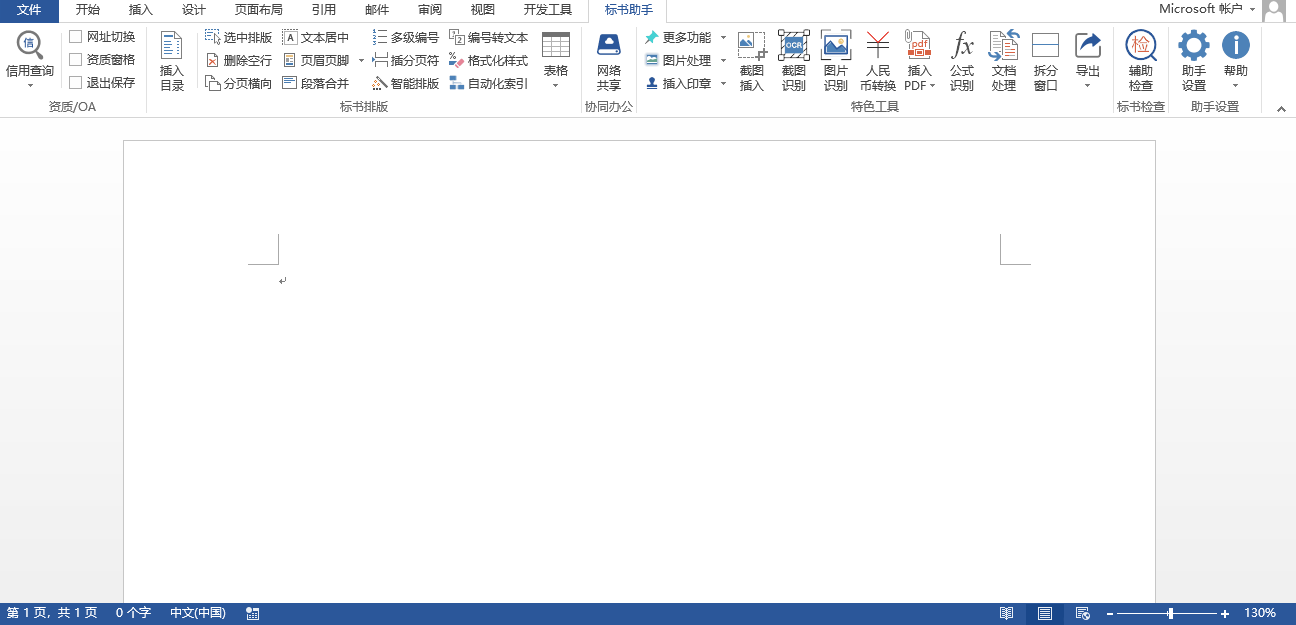 文件 开始 插入 设计 页面布局 引用 邮件 审阅 视图 开发工具 标书助手 Microsoft 帐户
信 信用查询
网址切换
资质窗格
退出保存
资质/OA
插入
目录
选中排版 A 文本居中 多级编号 编号转文本
删除空行 页眉页脚 插分页符 格式化样式
分页横向 段落合并 智能排版 自动化索引
表格
标书排版
网络
共享
协同办公
更多功能
图片处理
插入印章
截图
插入
OCR
截图
识别
图片
识别
人民
币转换
pdf
插入
PDF
fx
公式
识别
文档
处理
拆分
窗口
导出
特色工具
检
辅助
检查
标书检查
助手
设置
帮助
助手设置
第 1 页，共 1 页 0 个字 中文(中国) 130%